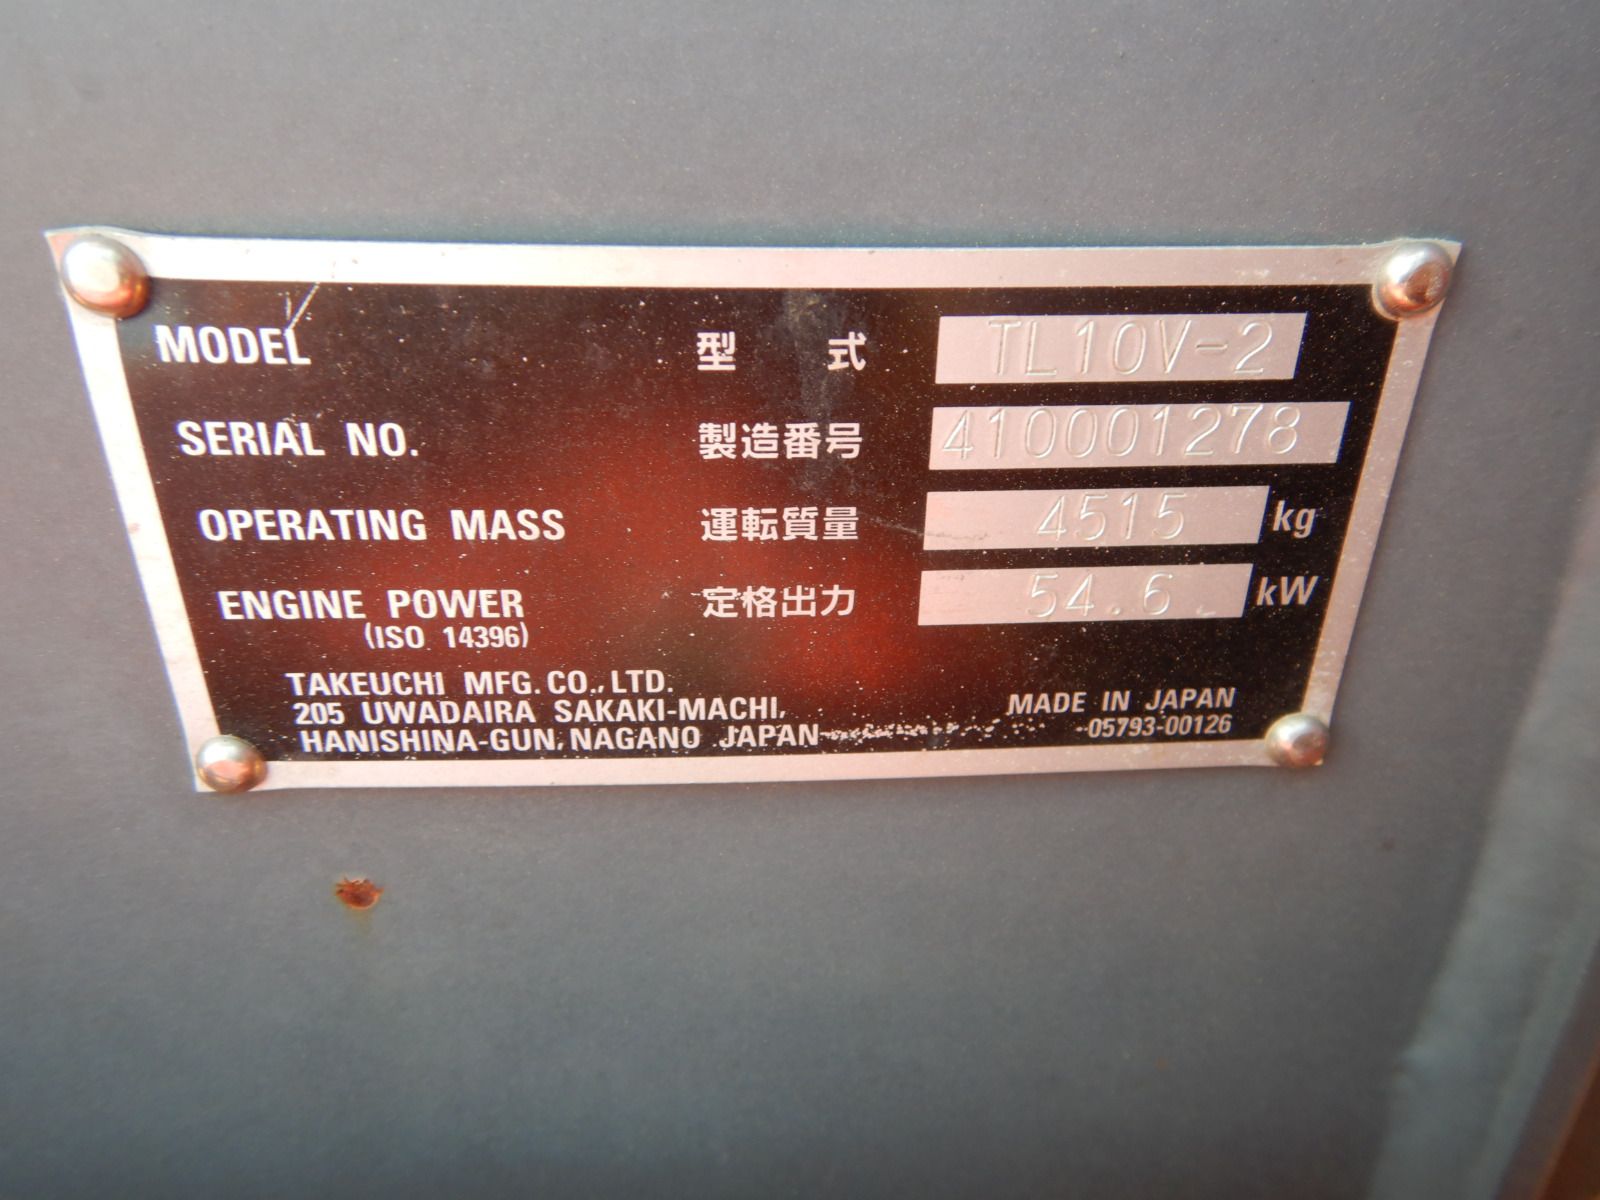 MODEL 型 式 TL10V-2
SERIAL NO. 製造番号 410001278
OPERATING MASS 運転質量 4515 kg
ENGINE POWER 定格出力 54.6 kW
(ISO 14396)
TAKEUCHI MFG. CO., LTD.
205 UWADAIRA SAKAKI-MACHI,
HANISHINA-GUN, NAGANO JAPAN
MADE IN JAPAN
05793-00126